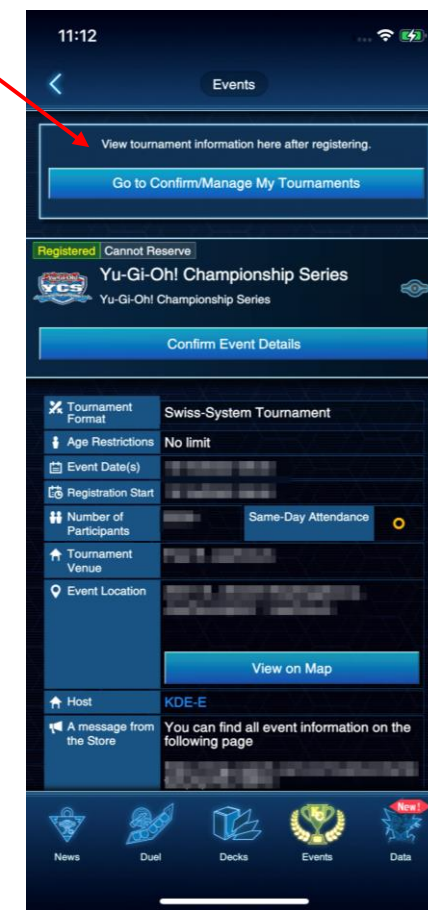 11:12
Events
View tournament information here after registering.
Go to Confirm/Manage My Tournaments
Registered Cannot Reserve
Yu-Gi-Oh! Championship Series
YCS
Yu-Gi-Oh! Championship Series
Confirm Event Details
Tournament Format
Swiss-System Tournament
Age Restrictions
No limit
Event Date(s)
Registration Start
Number of
Participants
Same-Day Attendance
Tournament
Venue
Event Location
View on Map
Host
KDE-E
A message from
the Store
You can find all event information on the
following page
New!
News
Duel
Decks
Events
Data